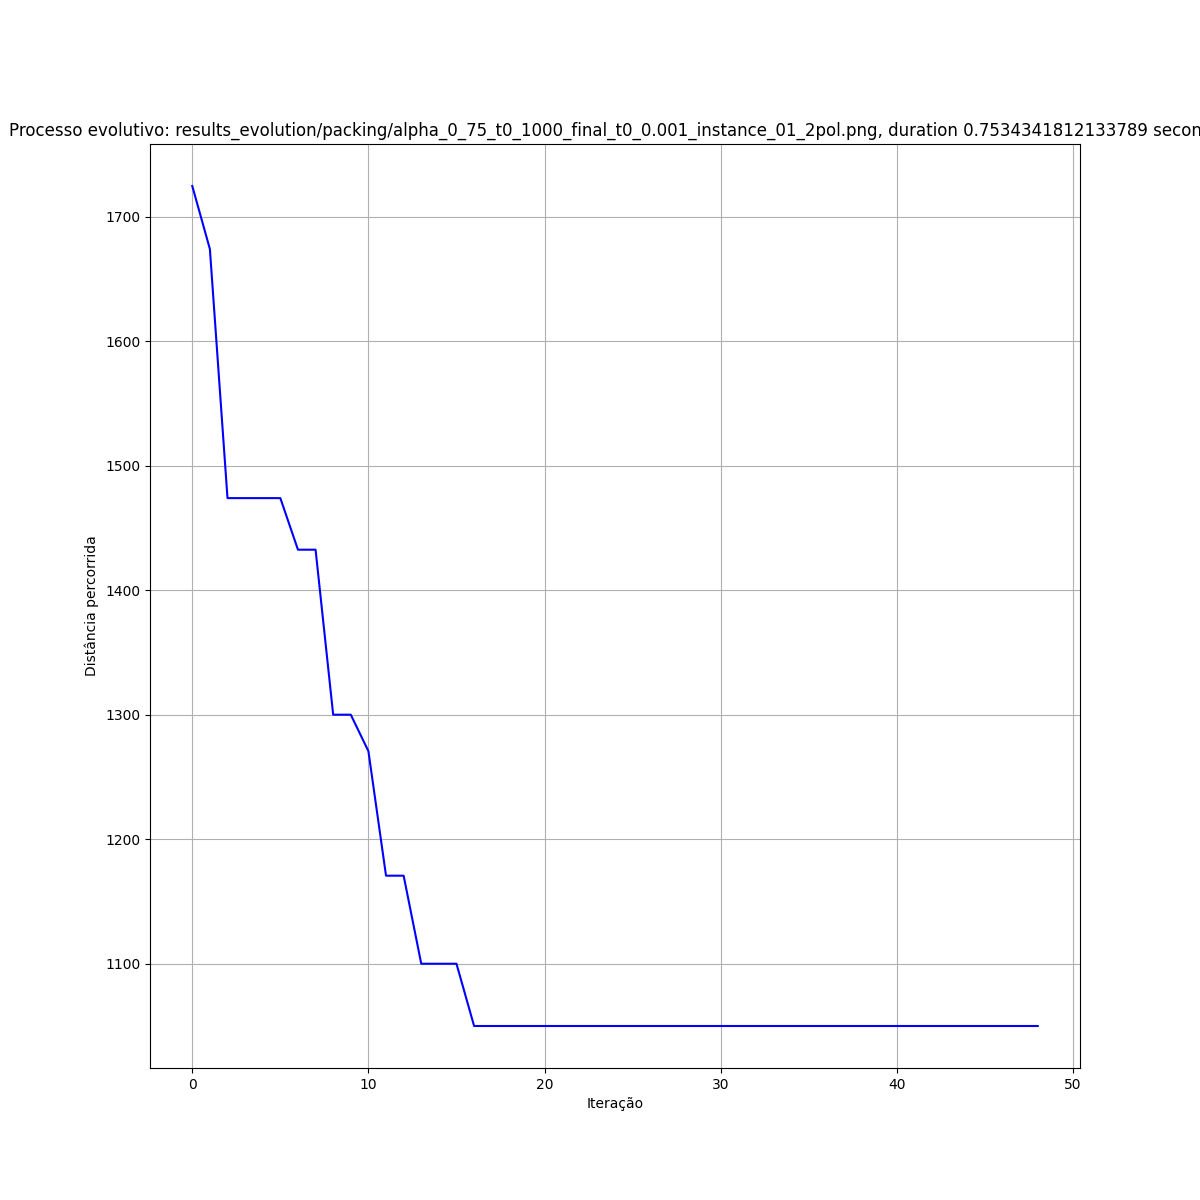 Processo evolutivo: results_evolution/packing/alpha_0_75_t0_1000_final_t0_0.001_instance_01_2pol.png, duration 0.7534341812133789 secon
1700
1600
1500
1400
1300
1200
1100
Distância percorrida
0 10 20 30 40 50
Iteração